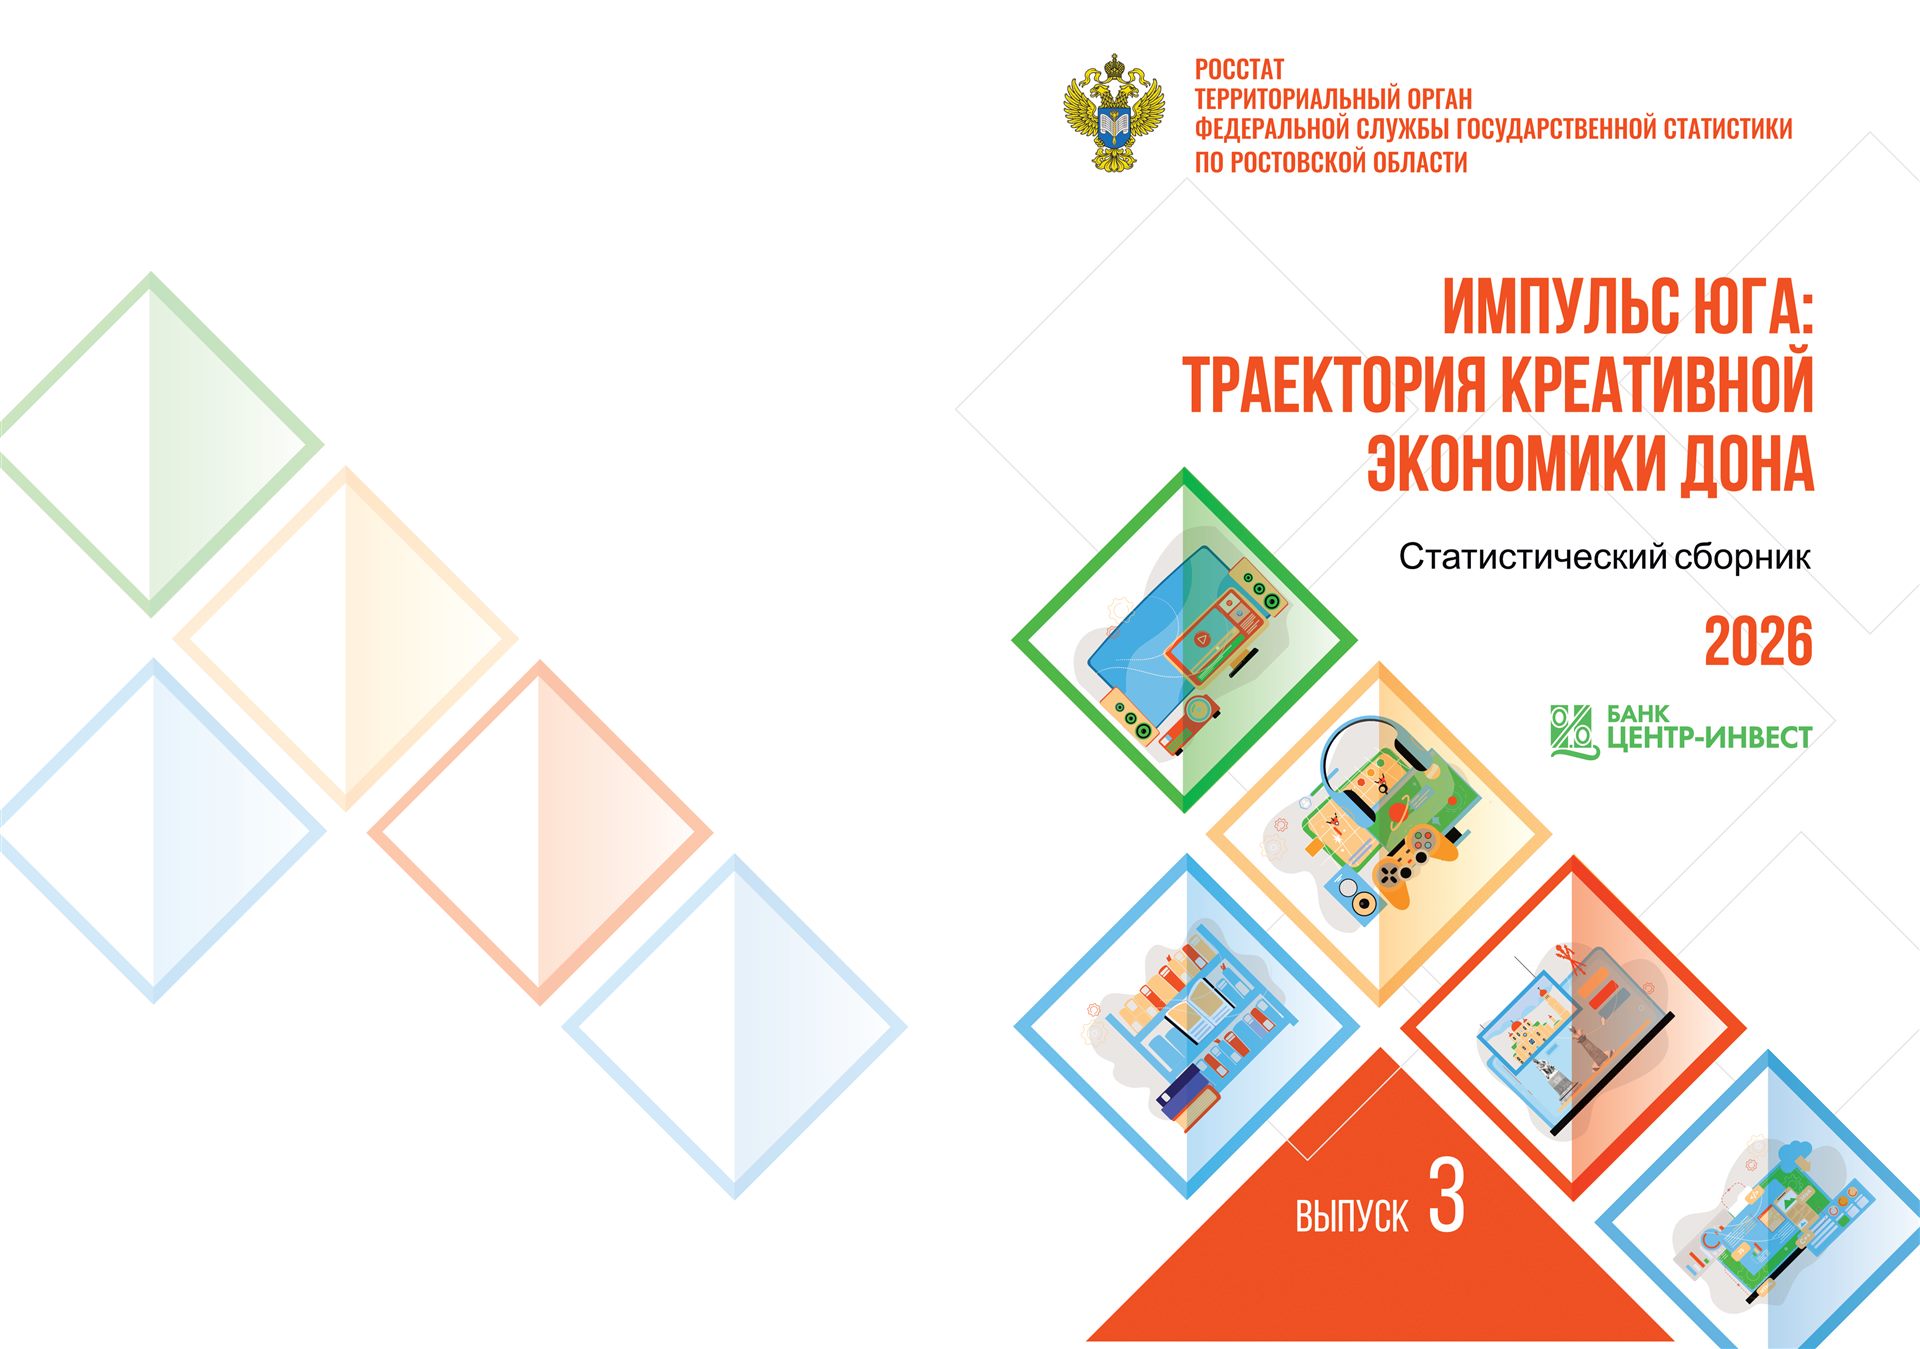 РОССТАТ
ТЕРРИТОРИАЛЬНЫЙ ОРГАН
ФЕДЕРАЛЬНОЙ СЛУЖБЫ ГОСУДАРСТВЕННОЙ СТАТИСТИКИ
ПО РОСТОВСКОЙ ОБЛАСТИ
ИМПУЛЬС ЮГА:
ТРАЕКТОРИЯ КРЕАТИВНОЙ
ЭКОНОМИКИ ДОНА
Статистический сборник
2026
БАНК
ЦЕНТР-ИНВЕСТ
ВЫПУСК 3